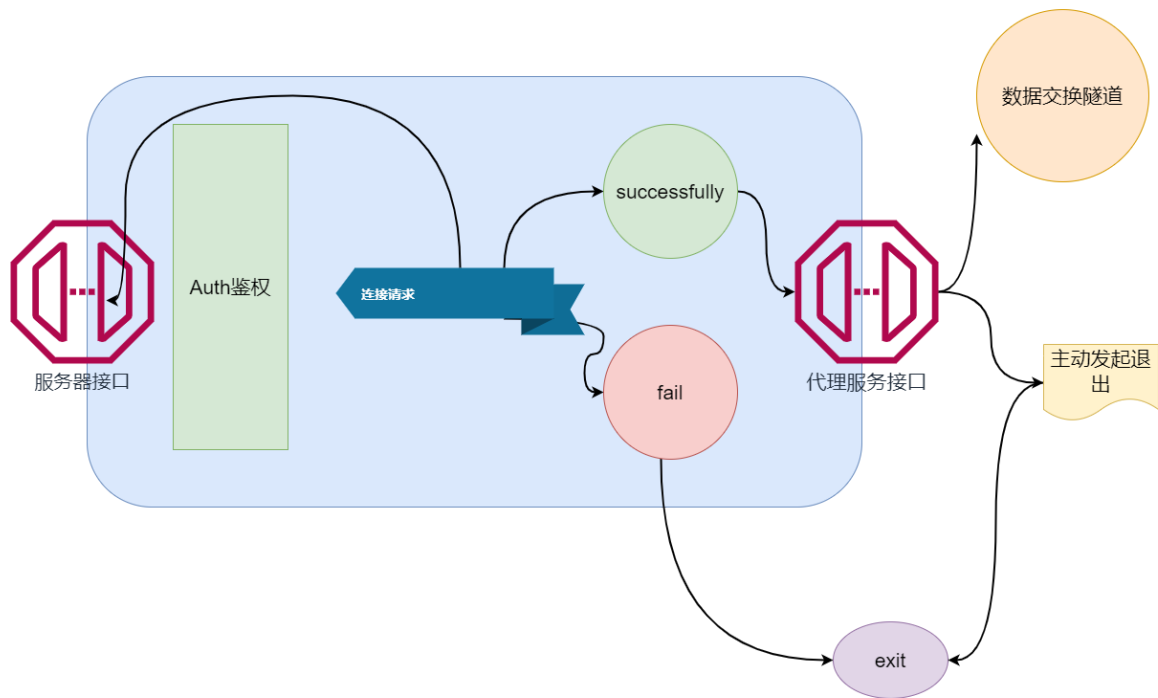 数据交换隧道
successfully
Auth鉴权
连接请求
服务器接口
代理服务接口
主动发起退
出
fail
exit